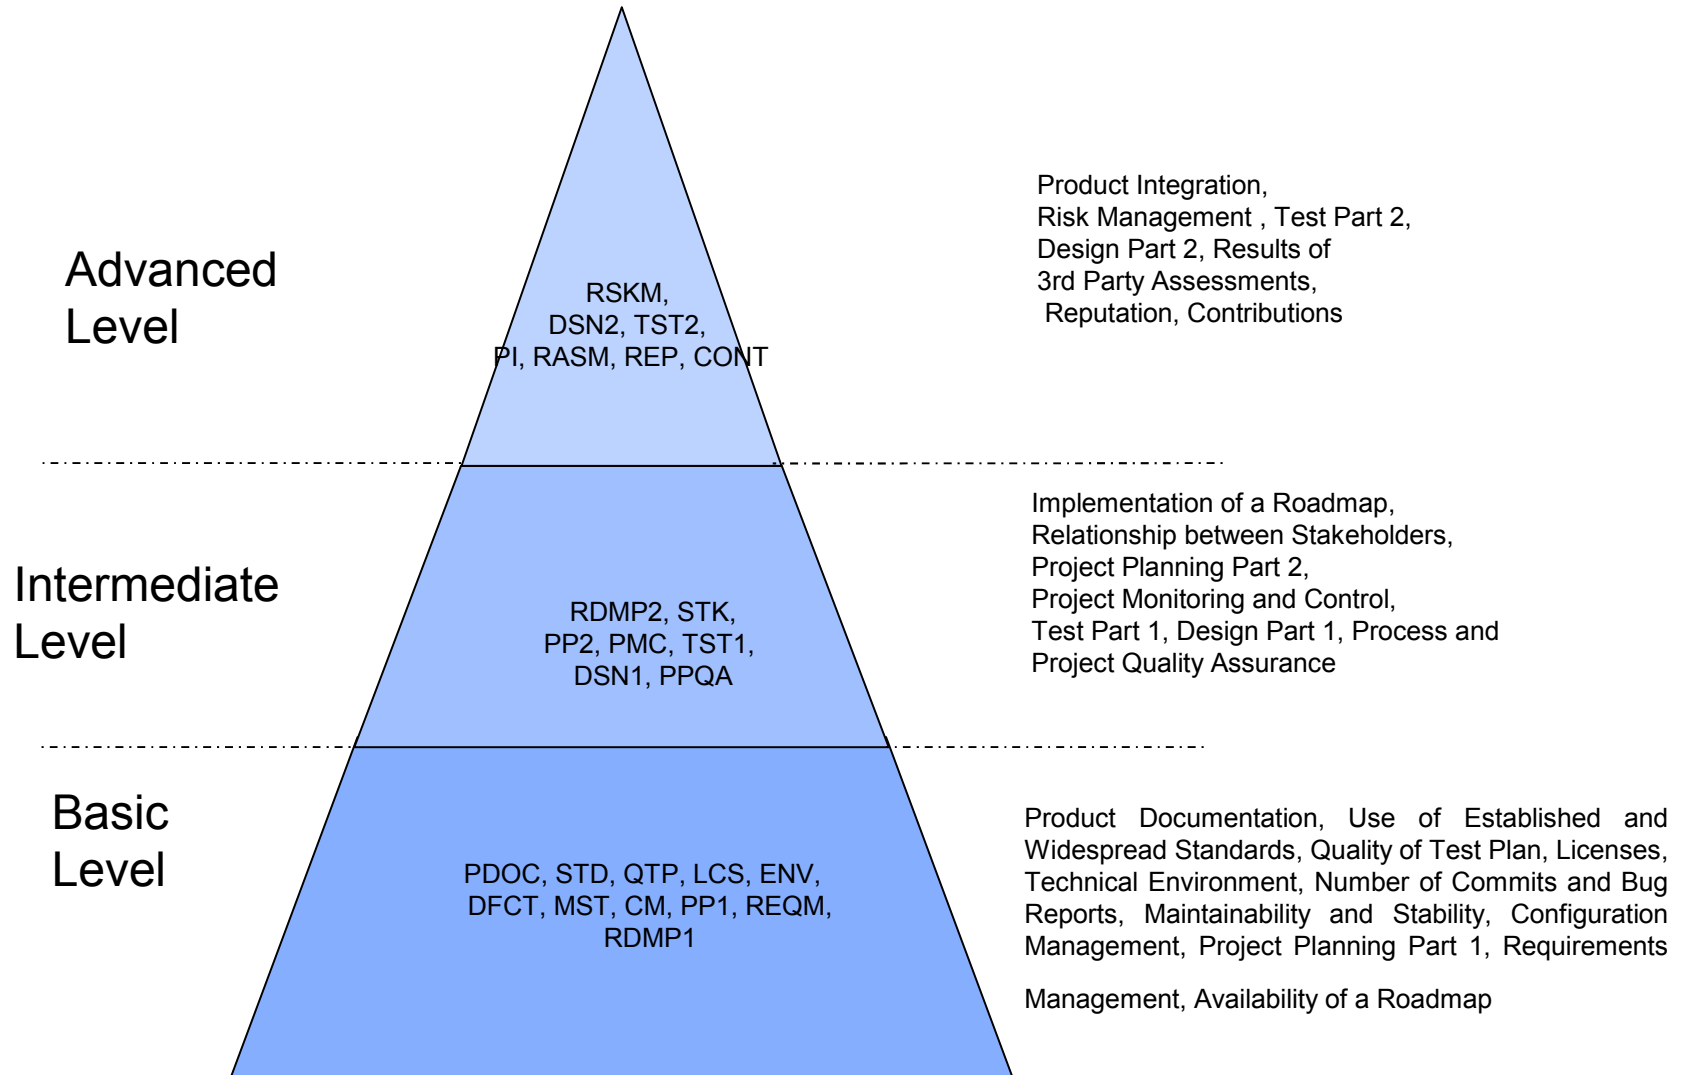 Advanced
Level
RSKM,
DSN2, TST2,
PI, RASM, REP, CONT
Product Integration,
Risk Management , Test Part 2,
Design Part 2, Results of
3rd Party Assessments,
Reputation, Contributions
Intermediate
Level
RDMP2, STK,
PP2, PMC, TST1,
DSN1, PPQA
Implementation of a Roadmap,
Relationship between Stakeholders,
Project Planning Part 2,
Project Monitoring and Control,
Test Part 1, Design Part 1, Process and
Project Quality Assurance
Basic
Level
PDOC, STD, QTP, LCS, ENV,
DFCT, MST, CM, PP1, REQM,
RDMP1
Product Documentation, Use of Established and
Widespread Standards, Quality of Test Plan, Licenses,
Technical Environment, Number of Commits and Bug
Reports, Maintainability and Stability, Configuration
Management, Project Planning Part 1, Requirements
Management, Availability of a Roadmap